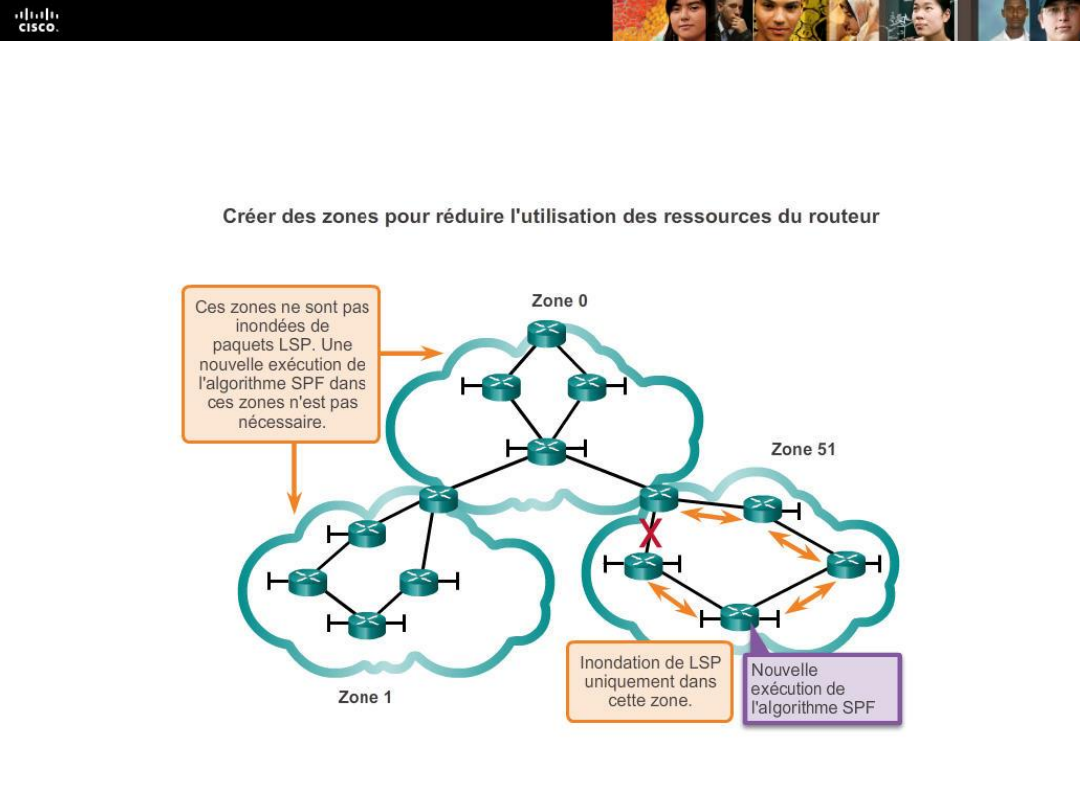 CISCO.
Créer des zones pour réduire l'utilisation des ressources du routeur
Ces zones ne sont pas
inondées de
paquets LSP. Une
nouvelle exécution de
l'algorithme SPF dans
ces zones n'est pas
nécessaire.
Zone 0
Zone 51
Zone 1
Inondation de LSP
uniquement dans
cette zone.
Nouvelle
exécution de
l'algorithme SPF